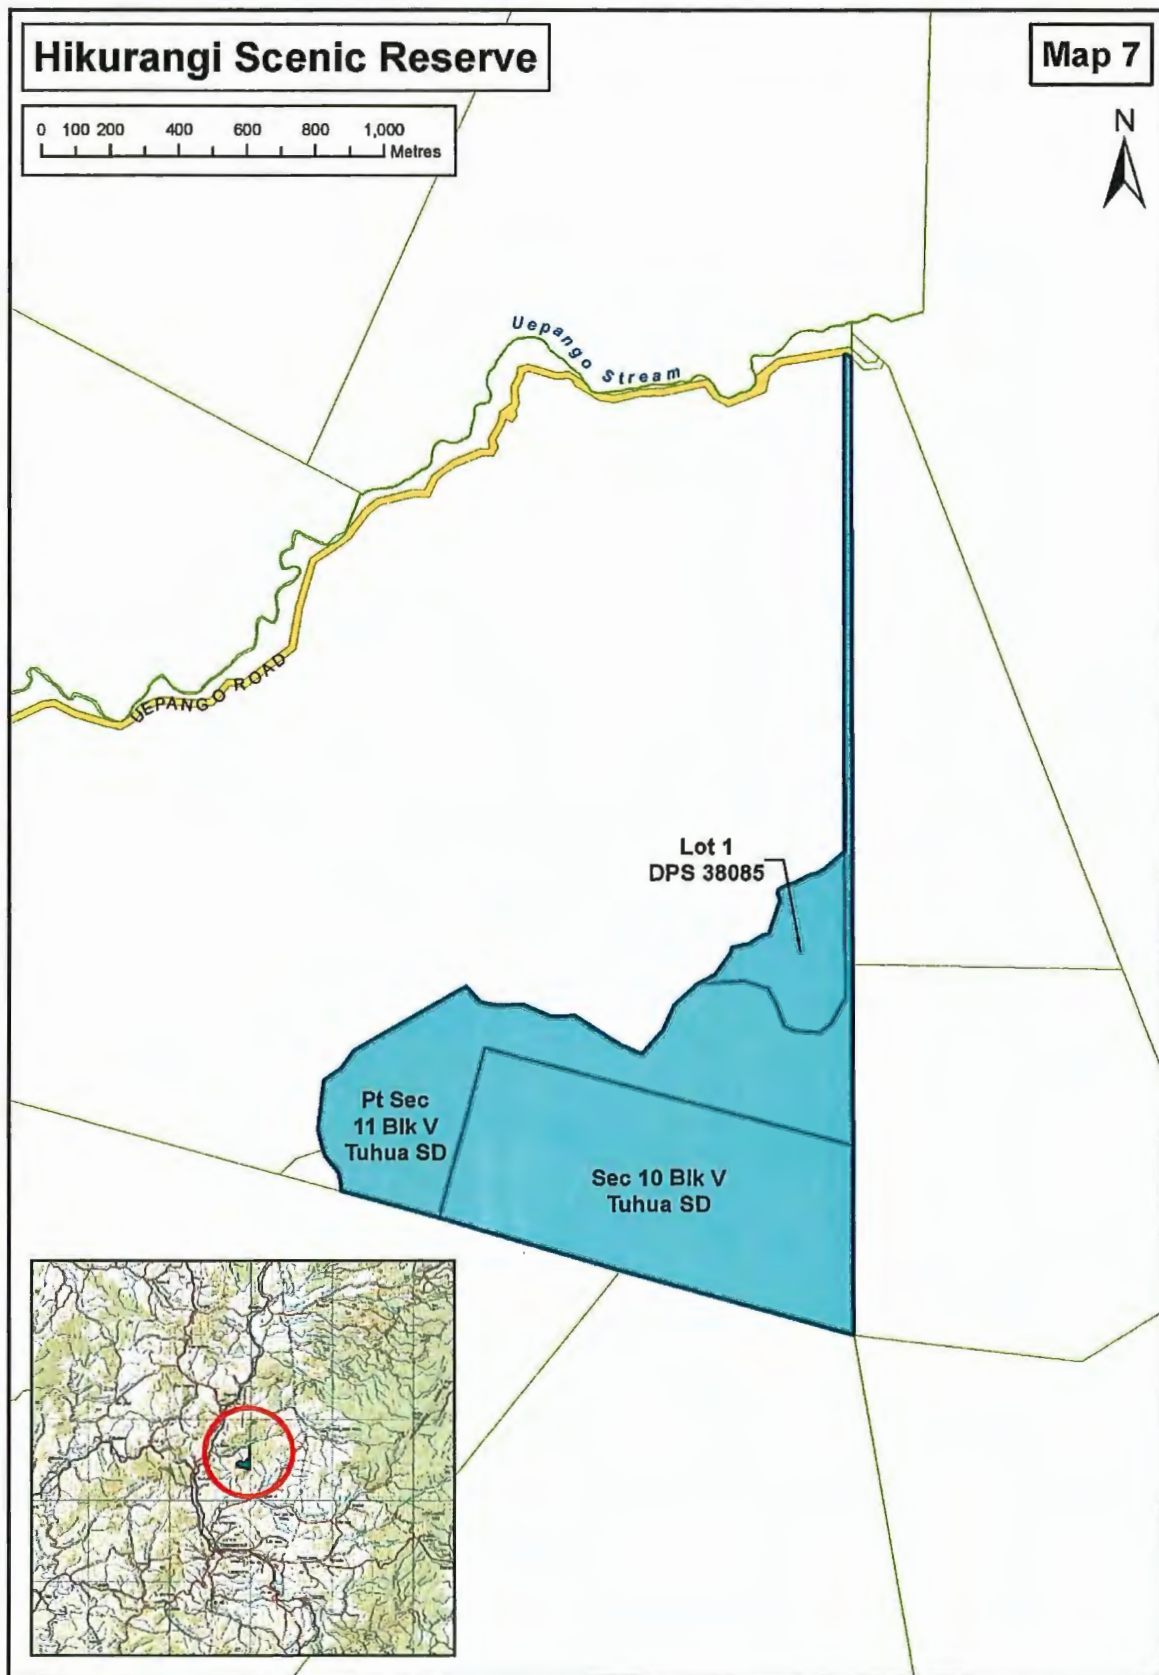 Hikurangi Scenic Reserve
Map 7
0 100 200 400 600 800 1,000
Metres
N
Uepango Stream
UEPANGO ROAD
Lot 1
DPS 38085
Pt Sec
11 Blk V
Tuhua SD
Sec 10 Blk V
Tuhua SD